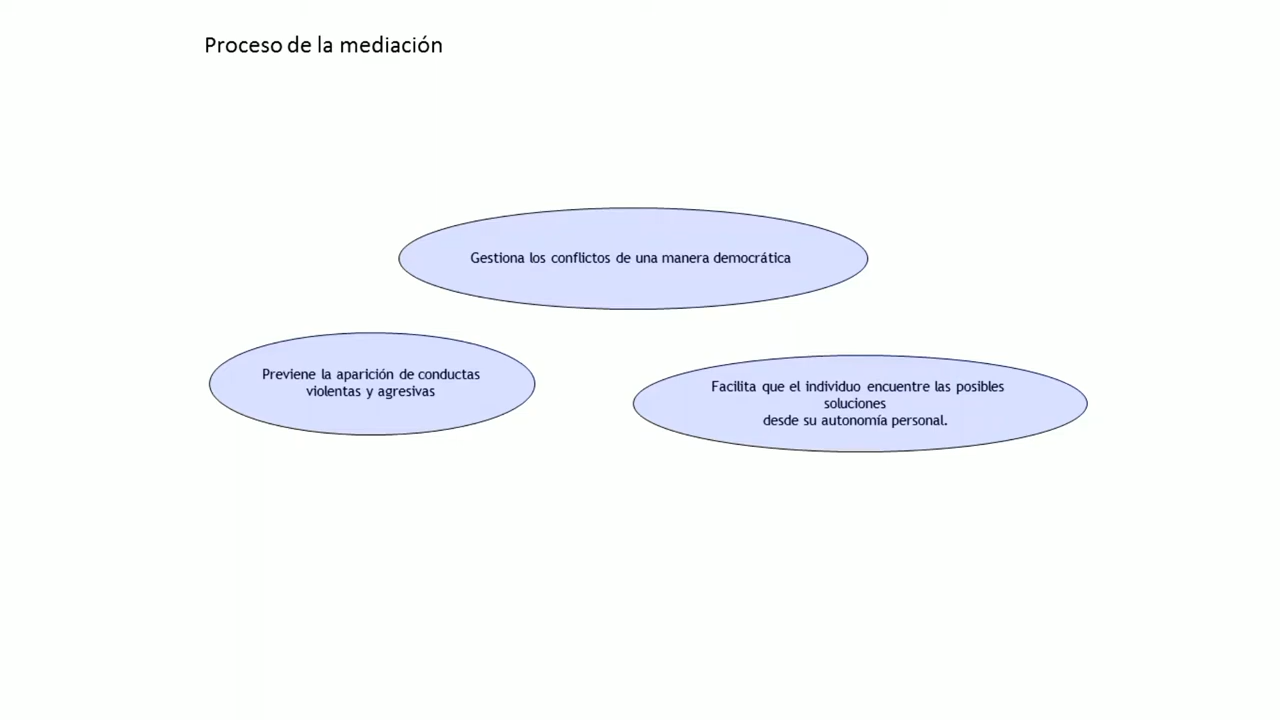 Proceso de la mediación
Gestiona los conflictos de una manera democrática
Previene la aparición de conductas
violentas y agresivas
Facilita que el individuo encuentre las posibles
soluciones
desde su autonomía personal.